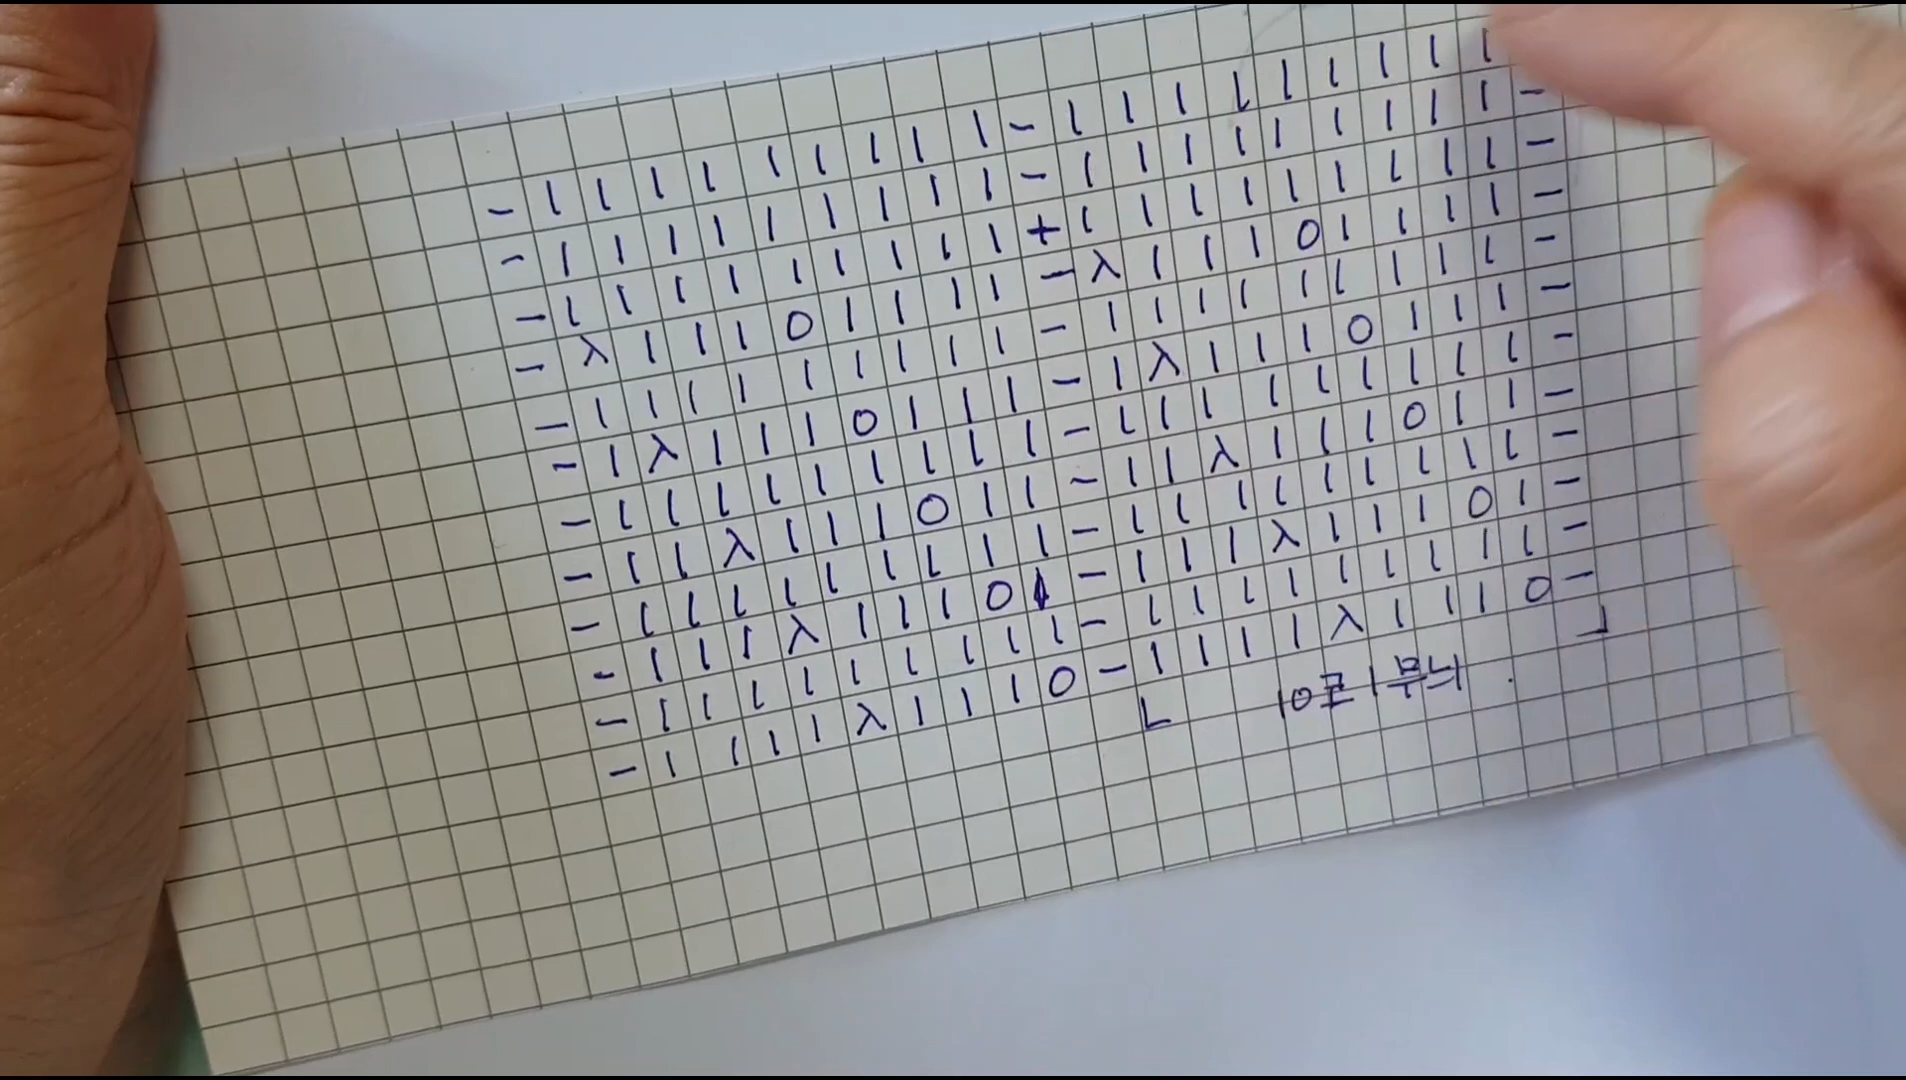 - l l l l l l l l l - l l l l l l l l l
- l l l l l l l l l - l l l l l l l l l -
- l l l l l l l l l + l l l l l l l l l -
- λ l l l O l l l l - λ l l l O l l l l -
- l l l l l l l l l - l l l l l l l l l -
- l λ l l l O l l l - l λ l l l O l l l -
- l l l l l l l l l - l l l l l l l l l -
- l l λ l l l O l l - l l λ l l l O l l -
- l l l l l l l l l - l l l l l l l l l -
- l l l λ l l l O l - l l l λ l l l O l -
- l l l l l l l l l - l l l l l l l l l -
- l l l l λ l l l O - l l l l λ l l l O -
10코 1무늬